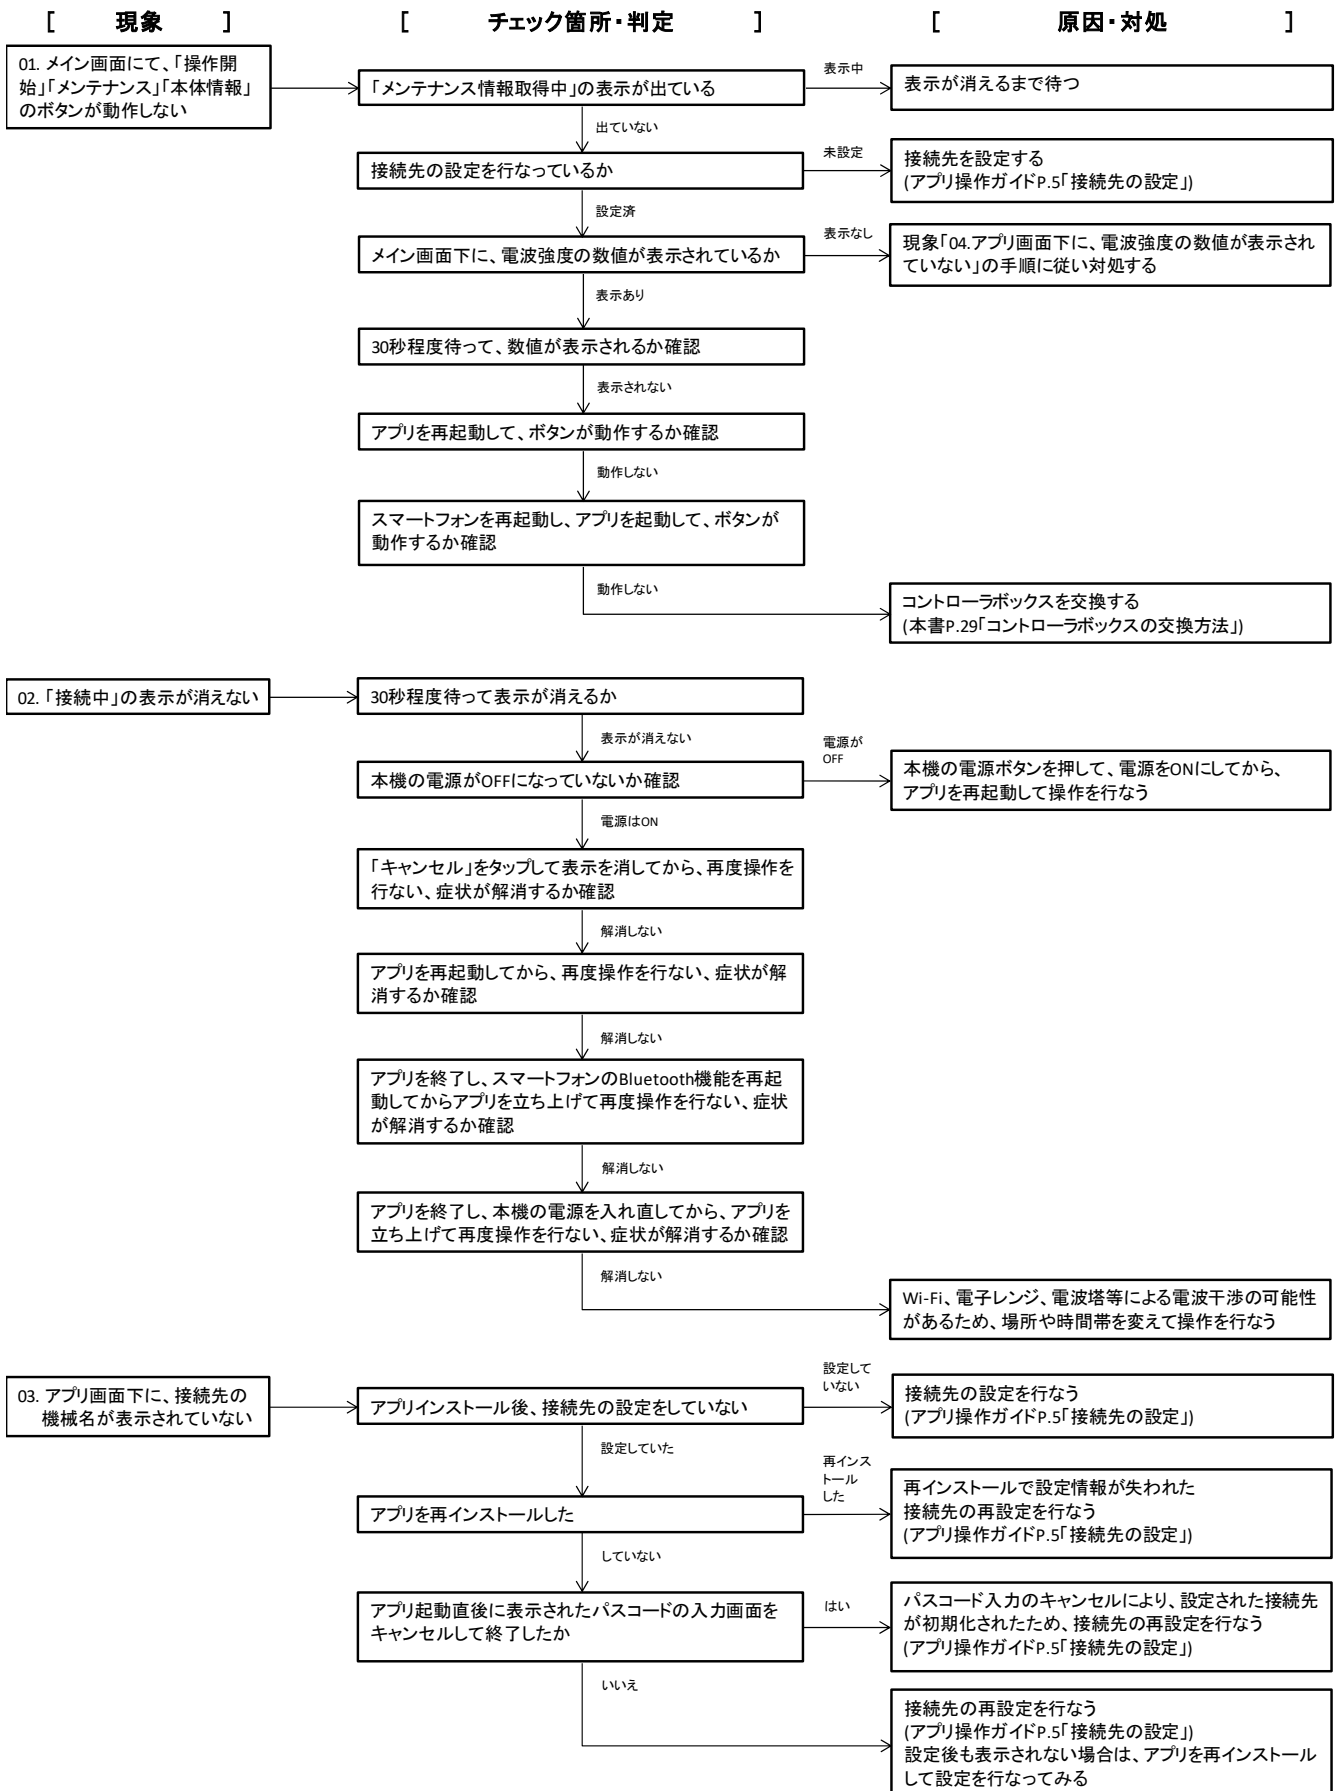 [ 現象 ]
[ チェック箇所・判定 ]
[ 原因・対処 ]
01. メイン画面にて、「操作開
始」「メンテナンス」「本体情報」
のボタンが動作しない
「メンテナンス情報取得中」の表示が出ている
表示中
表示が消えるまで待つ
出ていない
接続先の設定を行なっているか
未設定
接続先を設定する
(アプリ操作ガイドP.5「接続先の設定」)
設定済
メイン画面下に、電波強度の数値が表示されているか
表示なし
現象「04.アプリ画面下に、電波強度の数値が表示され
ていない」の手順に従い対処する
表示あり
30秒程度待って、数値が表示されるか確認
表示されない
アプリを再起動して、ボタンが動作するか確認
動作しない
スマートフォンを再起動し、アプリを起動して、ボタンが
動作するか確認
動作しない
コントローラボックスを交換する
(本書P.29「コントローラボックスの交換方法」)
02. 「接続中」の表示が消えない
30秒程度待って表示が消えるか
表示が消えない
本機の電源がOFFになっていないか確認
電源が
OFF
本機の電源ボタンを押して、電源をONにしてから、
アプリを再起動して操作を行なう
電源はON
「キャンセル」をタップして表示を消してから、再度操作を
行ない、症状が解消するか確認
解消しない
アプリを再起動してから、再度操作を行ない、症状が解
消するか確認
解消しない
アプリを終了し、スマートフォンのBluetooth機能を再起
動してからアプリを立ち上げて再度操作を行ない、症状
が解消するか確認
解消しない
アプリを終了し、本機の電源を入れ直してから、アプリを
立ち上げて再度操作を行ない、症状が解消するか確認
解消しない
Wi-Fi、電子レンジ、電波塔等による電波干渉の可能性
があるため、場所や時間帯を変えて操作を行なう
03. アプリ画面下に、接続先の
機械名が表示されていない
アプリインストール後、接続先の設定をしていない
設定して
いない
接続先の設定を行なう
(アプリ操作ガイドP.5「接続先の設定」)
設定していた
アプリを再インストールした
再インス
トール
した
再インストールで設定情報が失われた
接続先の再設定を行なう
(アプリ操作ガイドP.5「接続先の設定」)
していない
アプリ起動直後に表示されたパスコードの入力画面を
キャンセルして終了したか
はい
パスコード入力のキャンセルにより、設定された接続先
が初期化されたため、接続先の再設定を行なう
(アプリ操作ガイドP.5「接続先の設定」)
いいえ
接続先の再設定を行なう
(アプリ操作ガイドP.5「接続先の設定」)
設定後も表示されない場合は、アプリを再インストール
して設定を行なってみる